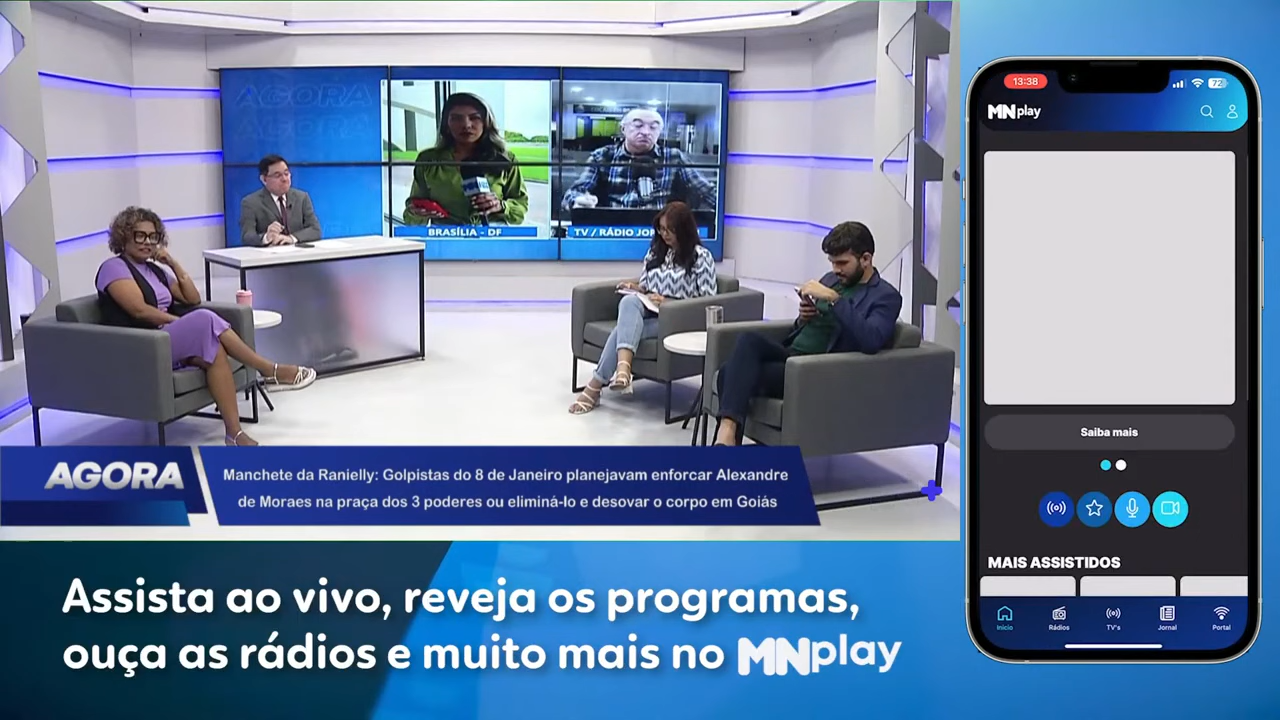 AGORA
BRASÍLIA - DF
TV / RÁDIO JOR
AGORA
Manchete da Ranielly: Golpistas do 8 de Janeiro planejavam enforcar Alexandre
de Moraes na praça dos 3 poderes ou eliminá-lo e desovar o corpo em Goiás
Assista ao vivo, reveja os programas,
ouça as rádios e muito mais no MNplay
13:38
72
MNplay
Saiba mais
MAIS ASSISTIDOS
Início
Rádios
TV's
Jornal
Portal